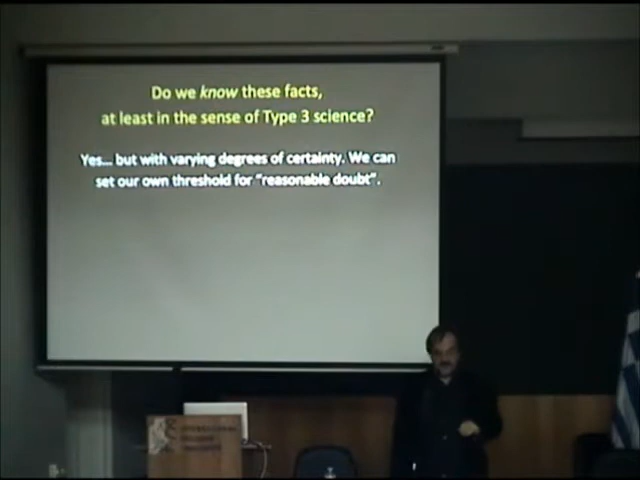 Do we know these facts,
at least in the sense of Type 3 science?
Yes... but with varying degrees of certainty. We can
set our own threshold for "reasonable doubt".